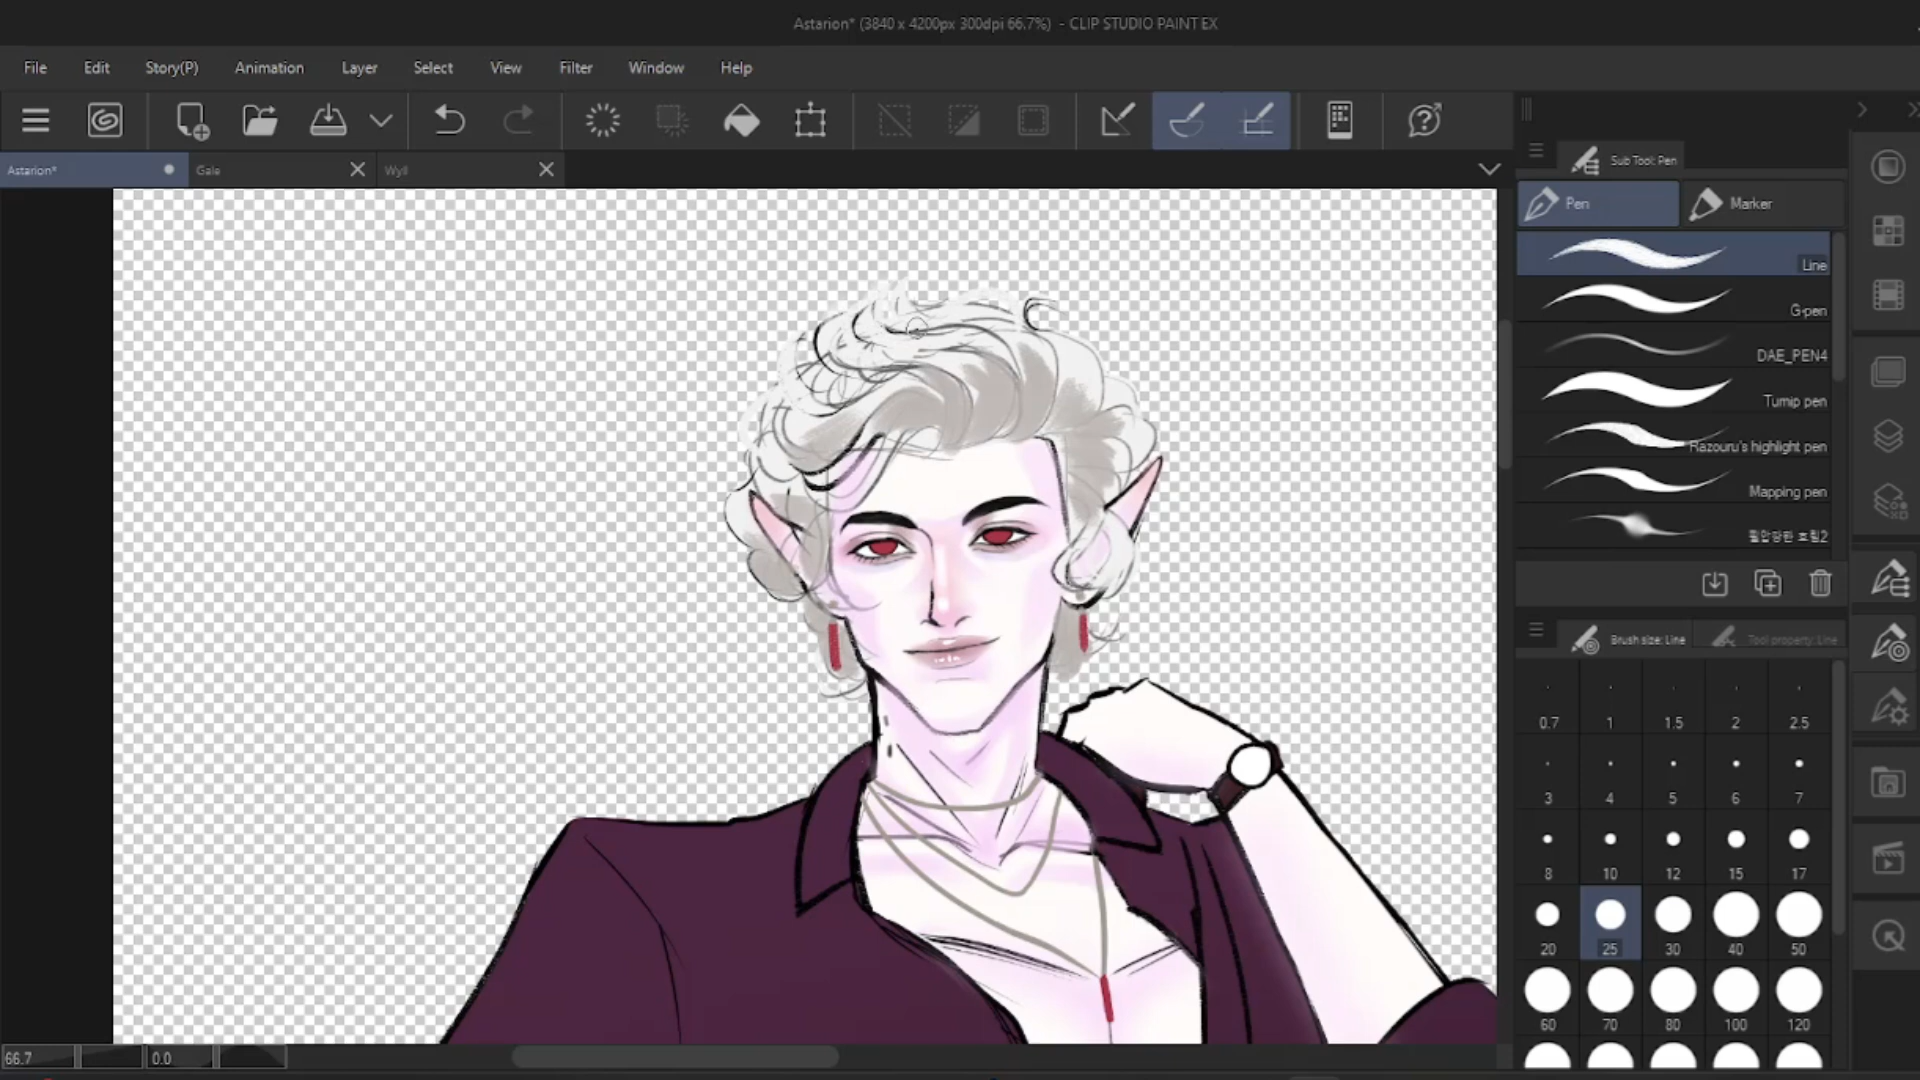 Astarion* (3840 x 4200px 300dpi 66.7%) - CLIP STUDIO PAINT EX
File Edit Story(P) Animation Layer Select View Filter Window Help
Astarion* Gale Wyll
Sub Tool: Pen
Pen Marker
Line
G-pen
DAE_PEN4
Turnip pen
Razouru's highlight pen
Mapping pen
Brush size: Line Tool property: Line
0.7 1 1.5 2 2.5
3 4 5 6 7
8 10 12 15 17
20 25 30 40 50
60 70 80 100 120
66.7 0.0